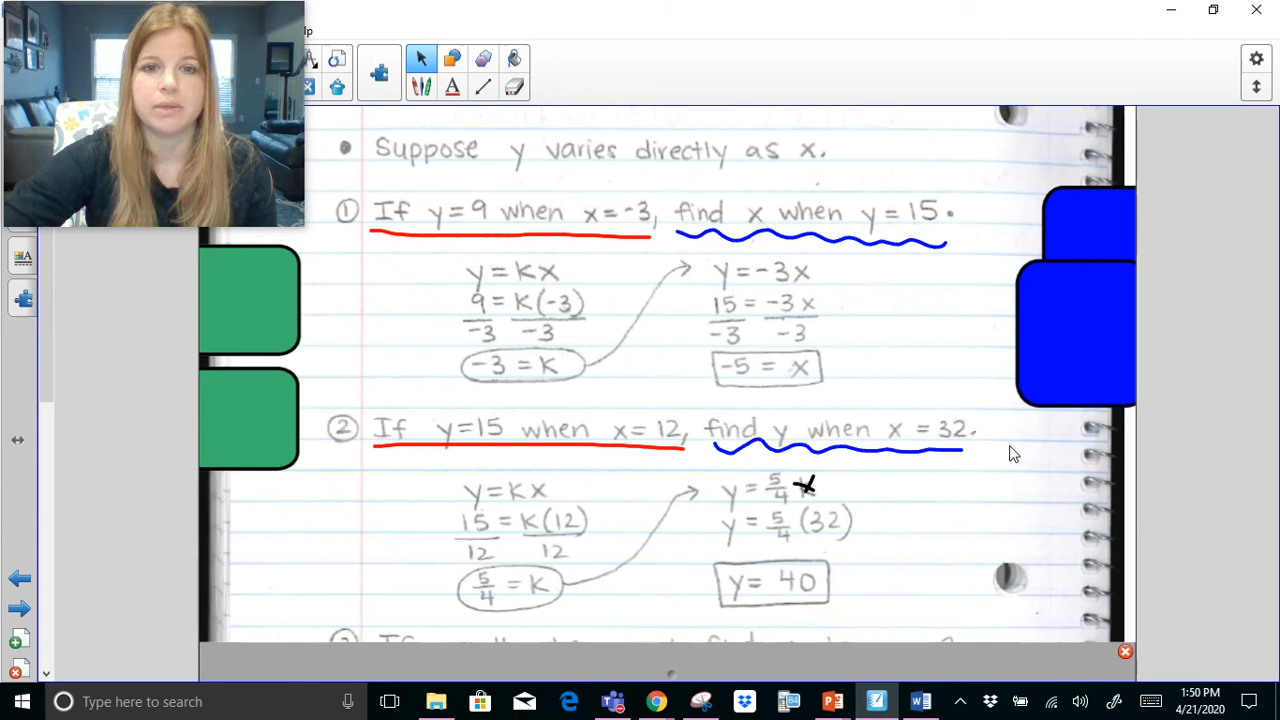 lp
• Suppose y varies directly as x.
① If y=9 when x=-3, find x when y=15.
y=kx
9=k(-3)
-3 -3
-3=k
y=-3x
15=-3x
-3 -3
-5=x
② If y=15 when x=12, find y when x=32.
y=kx
15=k(12)
12 12
5/4=k
y=5/4x
y=5/4(32)
y=40
Type here to search
1:50 PM
4/21/2020